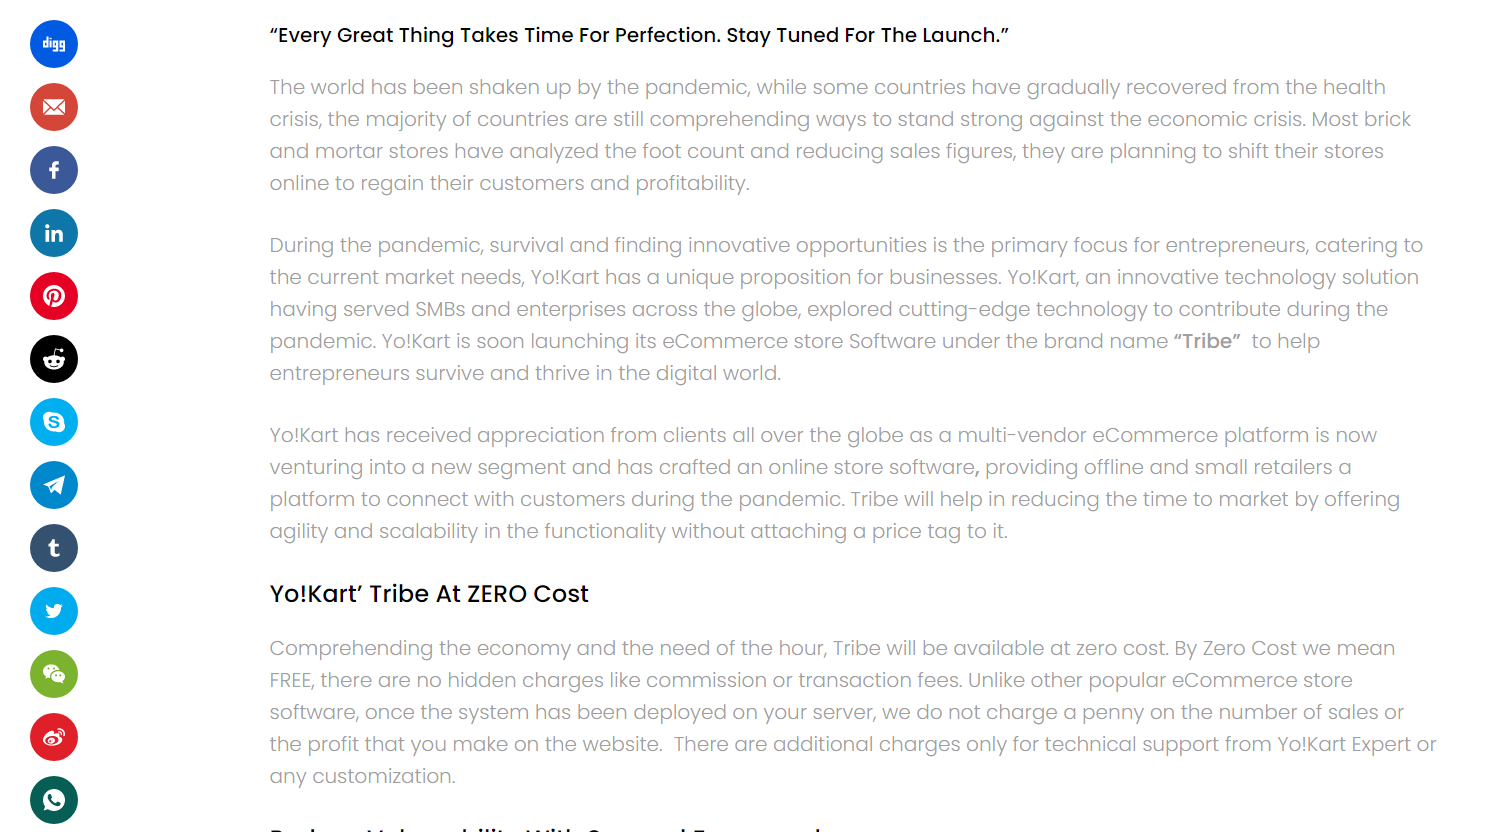 digg
“Every Great Thing Takes Time For Perfection. Stay Tuned For The Launch.”
The world has been shaken up by the pandemic, while some countries have gradually recovered from the health
crisis, the majority of countries are still comprehending ways to stand strong against the economic crisis. Most brick
and mortar stores have analyzed the foot count and reducing sales figures, they are planning to shift their stores
online to regain their customers and profitability.
During the pandemic, survival and finding innovative opportunities is the primary focus for entrepreneurs, catering to
the current market needs, Yo!Kart has a unique proposition for businesses. Yo!Kart, an innovative technology solution
having served SMBs and enterprises across the globe, explored cutting-edge technology to contribute during the
pandemic. Yo!Kart is soon launching its eCommerce store Software under the brand name “Tribe”  to help
entrepreneurs survive and thrive in the digital world.
Yo!Kart has received appreciation from clients all over the globe as a multi-vendor eCommerce platform is now
venturing into a new segment and has crafted an online store software, providing offline and small retailers a
platform to connect with customers during the pandemic. Tribe will help in reducing the time to market by offering
agility and scalability in the functionality without attaching a price tag to it.
Yo!Kart’ Tribe At ZERO Cost
Comprehending the economy and the need of the hour, Tribe will be available at zero cost. By Zero Cost we mean
FREE, there are no hidden charges like commission or transaction fees. Unlike other popular eCommerce store
software, once the system has been deployed on your server, we do not charge a penny on the number of sales or
the profit that you make on the website.  There are additional charges only for technical support from Yo!Kart Expert or
any customization.